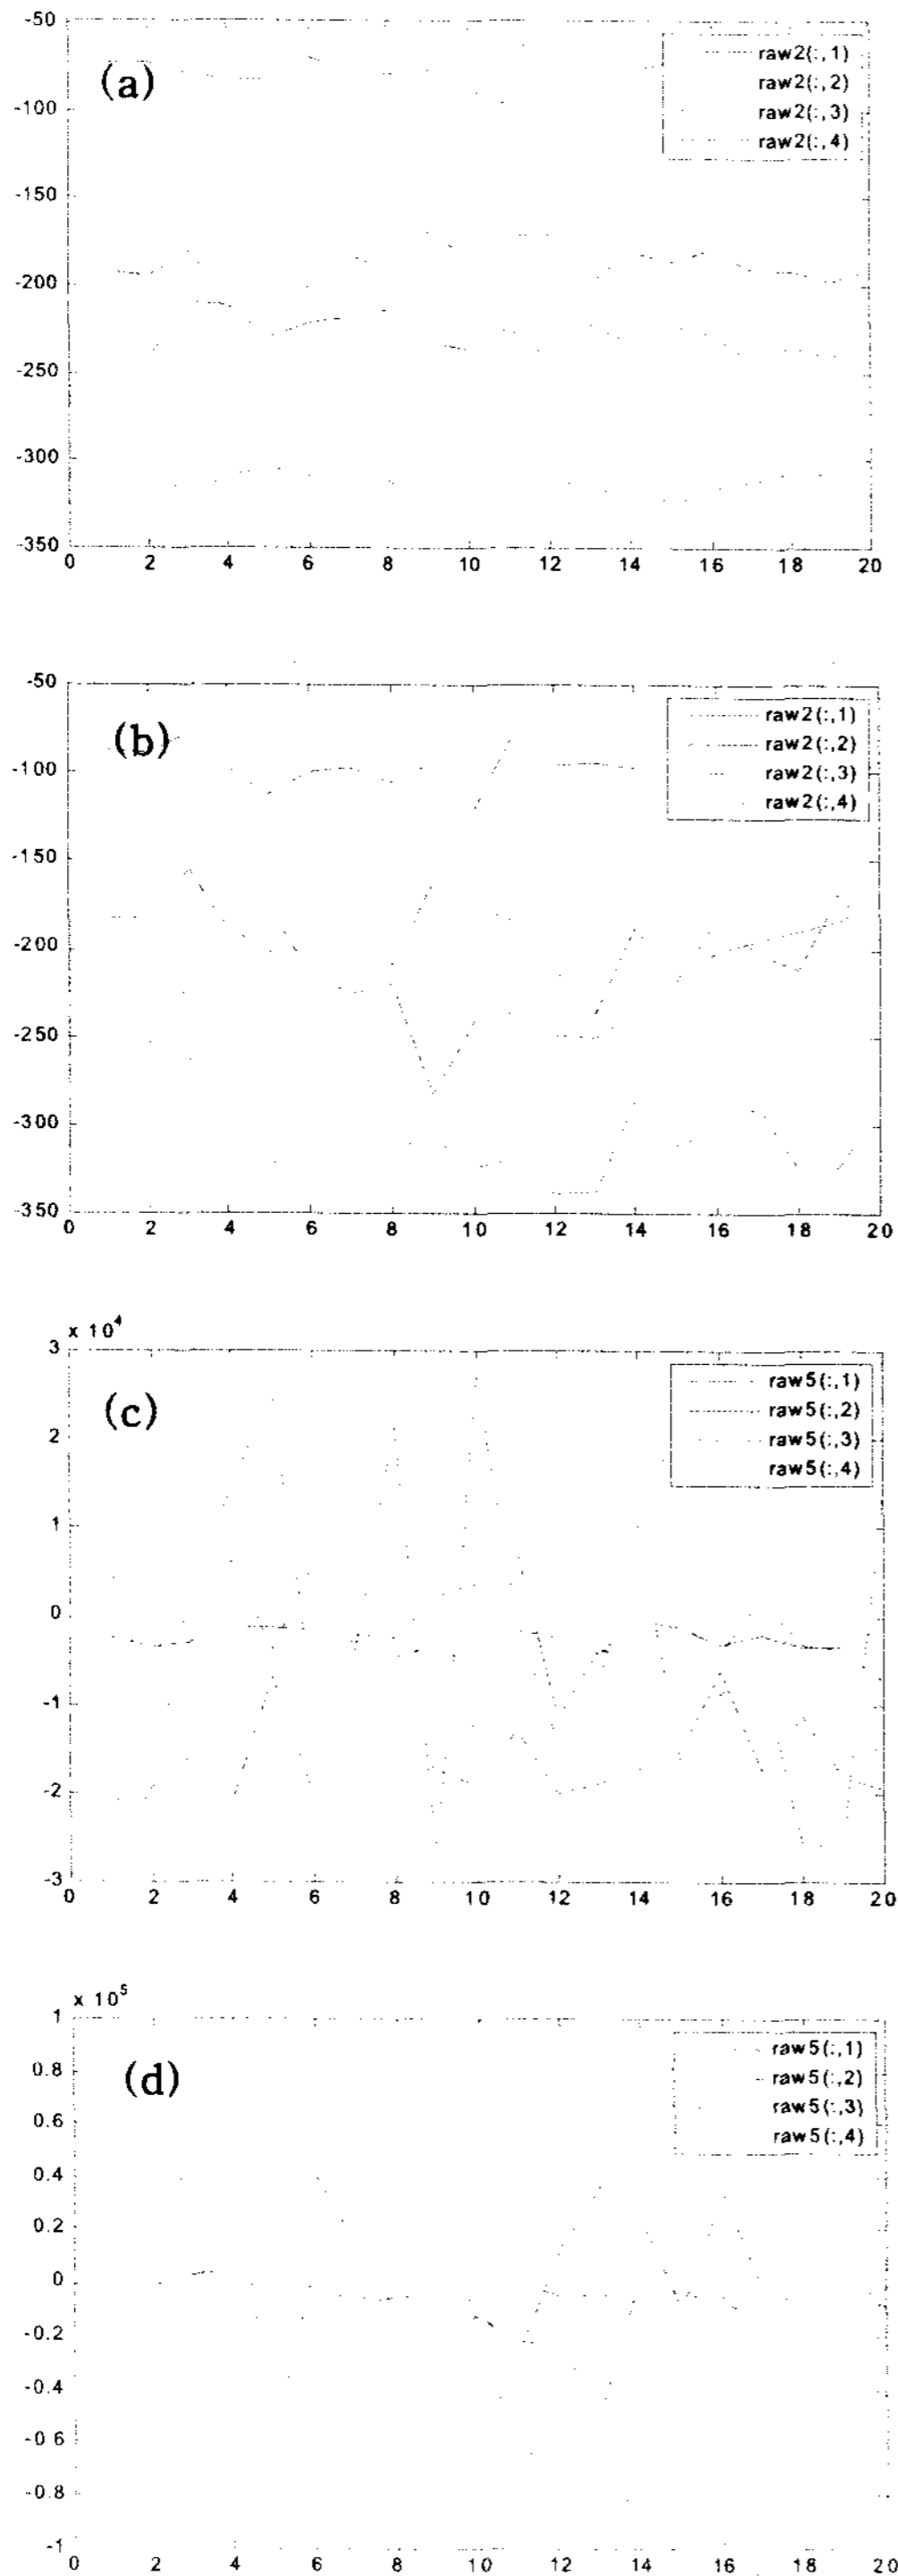 -50
(a)
raw2(:,1)
raw2(:,2)
raw2(:,3)
raw2(:,4)
-100
-150
-200
-250
-300
-350
0 2 4 6 8 10 12 14 16 18 20
-50
(b)
raw2(:,1)
raw2(:,2)
raw2(:,3)
raw2(:,4)
-100
-150
-200
-250
-300
-350
0 2 4 6 8 10 12 14 16 18 20
x 10^4
3
(c)
raw5(:,1)
raw5(:,2)
raw5(:,3)
raw5(:,4)
2
1
0
-1
-2
-3
0 2 4 6 8 10 12 14 16 18 20
x 10^5
1
(d)
raw5(:,1)
raw5(:,2)
raw5(:,3)
raw5(:,4)
0.8
0.6
0.4
0.2
0
-0.2
-0.4
-0.6
-0.8
-1
0 2 4 6 8 10 12 14 16 18 20